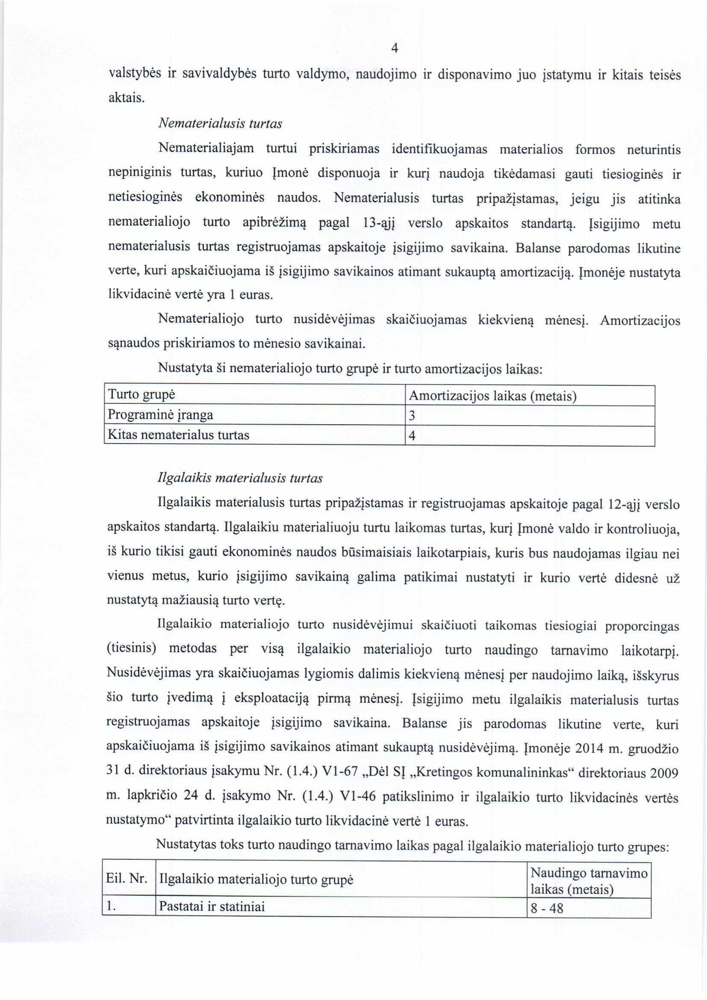 4
valstybės ir savivaldybės turto valdymo, naudojimo ir disponavimo juo įstatymu ir kitais teisės
aktais.
Nematerialusis turtas
Nematerialiajam turtui priskiriamas identifikuojamas materialios formos neturintis
nepiniginis turtas, kuriuo Įmonė disponuoja ir kurį naudoja tikėdamasi gauti tiesioginės ir
netiesioginės ekonominės naudos. Nematerialusis turtas pripažįstamas, jeigu jis atitinka
nematerialiojo turto apibrėžimą pagal 13-ąjį verslo apskaitos standartą. Įsigijimo metu
nematerialusis turtas registruojamas apskaitoje įsigijimo savikaina. Balanse parodomas likutine
verte, kuri apskaičiuojama iš įsigijimo savikainos atimant sukauptą amortizaciją. Įmonėje nustatyta
likvidacinė vertė yra 1 euras.
Nematerialiojo turto nusidėvėjimas skaičiuojamas kiekvieną mėnesį. Amortizacijos
sąnaudos priskiriamos to mėnesio savikainai.
Nustatyta ši nematerialiojo turto grupė ir turto amortizacijos laikas:
Turto grupė Amortizacijos laikas (metais)
Programinė įranga 3
Kitas nematerialus turtas 4
Ilgalaikis materialusis turtas
Ilgalaikis materialusis turtas pripažįstamas ir registruojamas apskaitoje pagal 12-ąjį verslo
apskaitos standartą. Ilgalaikiu materialiuoju turtu laikomas turtas, kurį Įmonė valdo ir kontroliuoja,
iš kurio tikisi gauti ekonominės naudos būsimaisiais laikotarpiais, kuris bus naudojamas ilgiau nei
vienus metus, kurio įsigijimo savikainą galima patikimai nustatyti ir kurio vertė didesnė už
nustatytą mažiausią turto vertę.
Ilgalaikio materialiojo turto nusidėvėjimui skaičiuoti taikomas tiesiogiai proporcingas
(tiesinis) metodas per visą ilgalaikio materialiojo turto naudingo tarnavimo laikotarpį.
Nusidėvėjimas yra skaičiuojamas lygiomis dalimis kiekvieną mėnesį per naudojimo laiką, išskyrus
šio turto įvedimą į eksploataciją pirmą mėnesį. Įsigijimo metu ilgalaikis materialusis turtas
registruojamas apskaitoje įsigijimo savikaina. Balanse jis parodomas likutine verte, kuri
apskaičiuojama iš įsigijimo savikainos atimant sukauptą nusidėvėjimą. Įmonėje 2014 m. gruodžio
31 d. direktoriaus įsakymu Nr. (1.4.) V1-67 „Dėl SĮ „Kretingos komunalininkas“ direktoriaus 2009
m. lapkričio 24 d. įsakymo Nr. (1.4.) V1-46 patikslinimo ir ilgalaikio turto likvidacinės vertės
nustatymo“ patvirtinta ilgalaikio turto likvidacinė vertė 1 euras.
Nustatytas toks turto naudingo tarnavimo laikas pagal ilgalaikio materialiojo turto grupes:
Eil. Nr. Ilgalaikio materialiojo turto grupė Naudingo tarnavimo
laikas (metais)
1. Pastatai ir statiniai 8 - 48